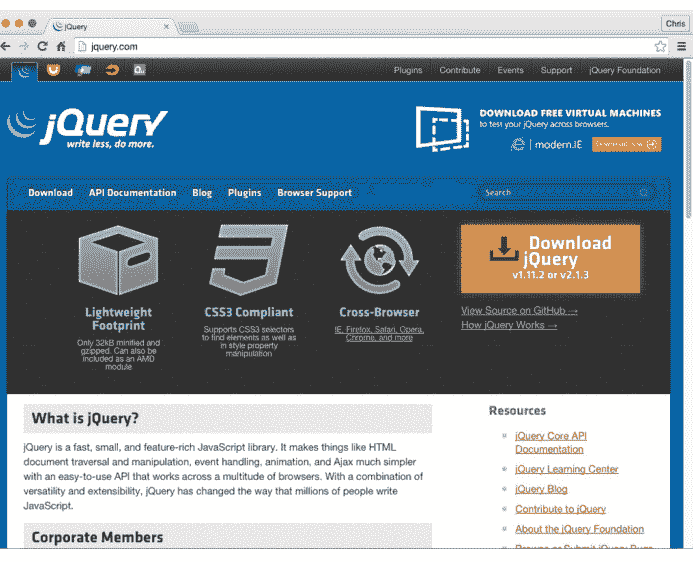 jQuery
Chris
jquery.com
a.
Plugins Contribute Events Support jQuery Foundation
jQuery
write less, do more.
DOWNLOAD FREE VIRTUAL MACHINES
to test your jQuery across browsers.
modern.IE
Download API Documentation Blog Plugins Browser Support
Search
Lightweight
Footprint
Only 32kB minified and
gzipped. Can also be
included as an AMD
module
CSS3 Compliant
Supports CSS3 selectors
to find elements as well as
in style property
manipulation
Cross-Browser
IE, Firefox, Safari, Opera,
Chrome, and more
Download
jQuery
v1.11.2 or v2.1.3
View Source on GitHub →
How jQuery Works →
What is jQuery?
jQuery is a fast, small, and feature-rich JavaScript library. It makes things like HTML
document traversal and manipulation, event handling, animation, and Ajax much simpler
with an easy-to-use API that works across a multitude of browsers. With a combination of
versatility and extensibility, jQuery has changed the way that millions of people write
JavaScript.
Corporate Members
Resources
jQuery Core API
Documentation
jQuery Learning Center
jQuery Blog
Contribute to jQuery
About the jQuery Foundation
Browse or Submit jQuery Bugs